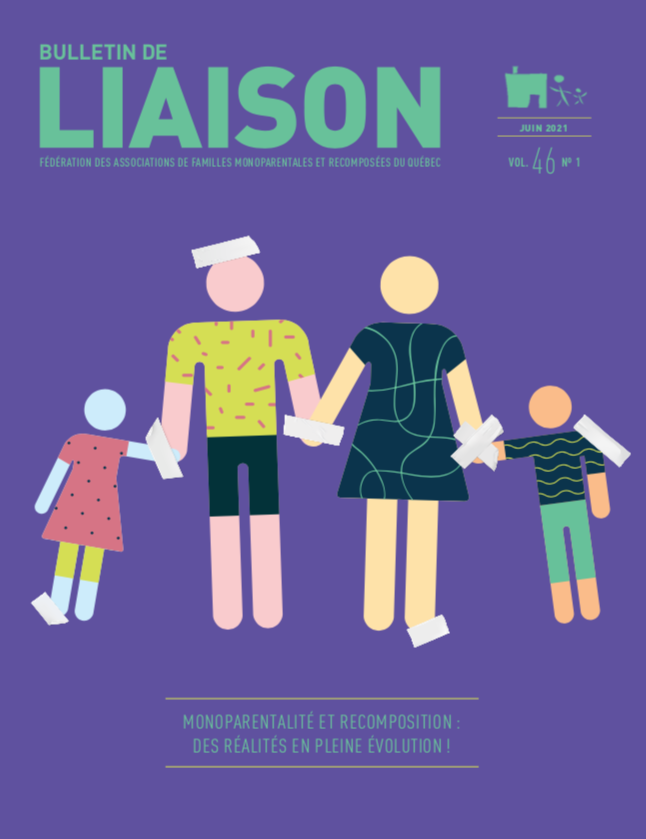 BULLETIN DE
LIAISON
FÉDÉRATION DES ASSOCIATIONS DE FAMILLES MONOPARENTALES ET RECOMPOSÉES DU QUÉBEC
JUIN 2021
VOL. 46 Nº 1
MONOPARENTALITÉ ET RECOMPOSITION :
DES RÉALITÉS EN PLEINE ÉVOLUTION !